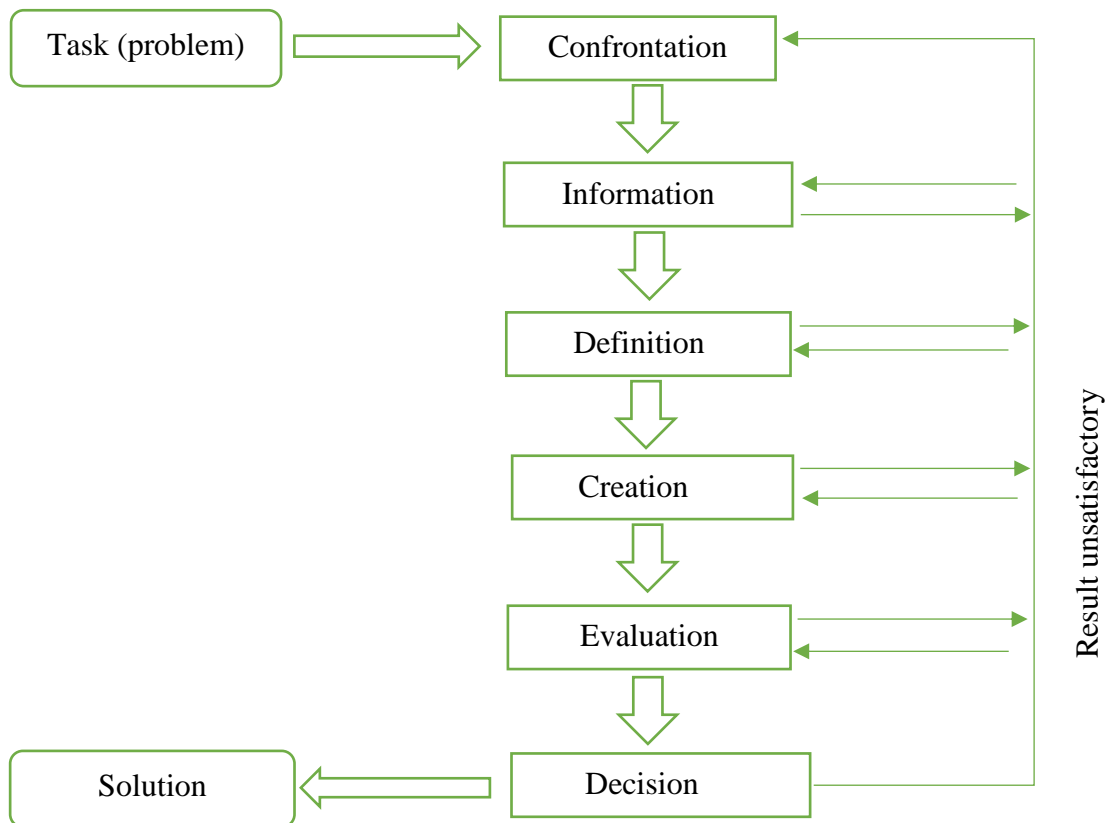 Task (problem)
Confrontation
Information
Definition
Creation
Evaluation
Result unsatisfactory
Decision
Solution